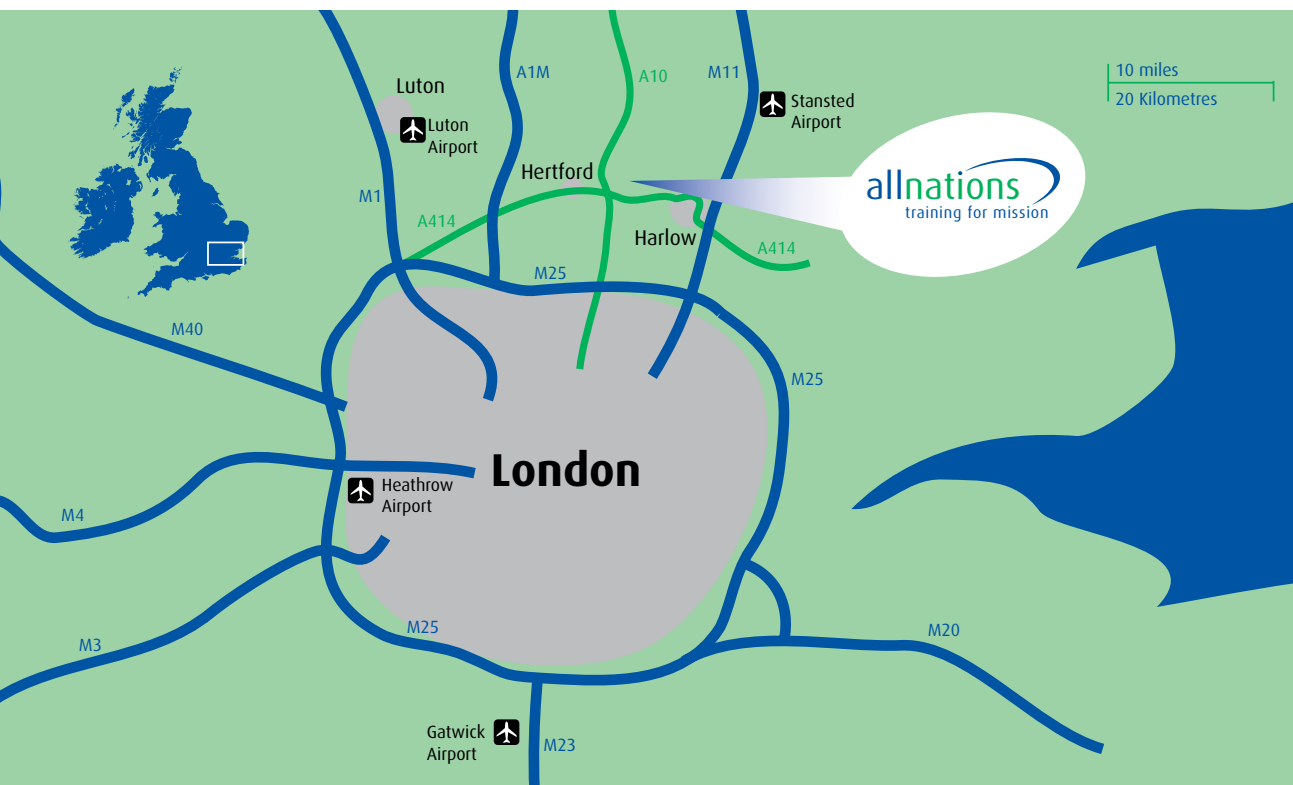 A1M
A10
M11
10 miles
20 Kilometres
Luton
Luton
Airport
Stansted
Airport
Hertford
allnations
training for mission
M1
A414
Harlow
A414
M25
M40
M25
London
Heathrow
Airport
M4
M25
M20
M3
Gatwick
Airport
M23